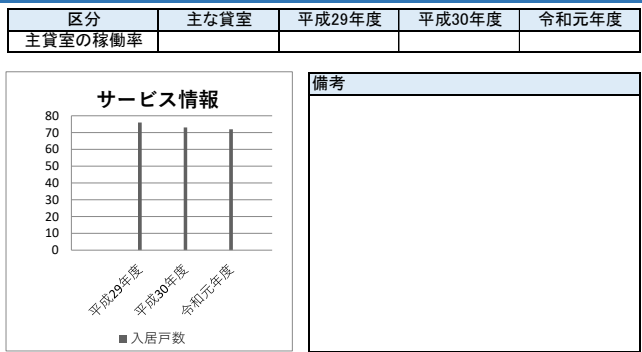 区分 主な貸室 平成29年度 平成30年度 令和元年度
主貸室の稼働率
サービス情報
80
70
60
50
40
30
20
10
0
平成29年度 平成30年度 令和元年度
■入居戸数
備考